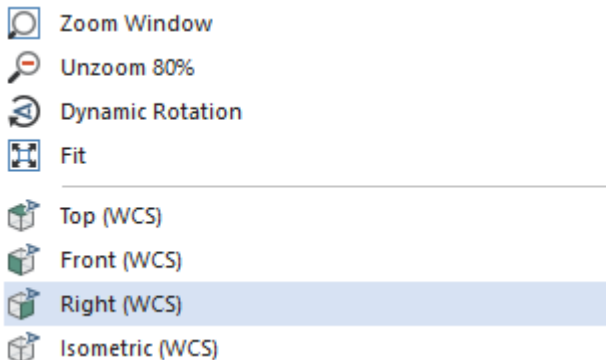 Zoom Window
Unzoom 80%
Dynamic Rotation
Fit
Top (WCS)
Front (WCS)
Right (WCS)
Isometric (WCS)